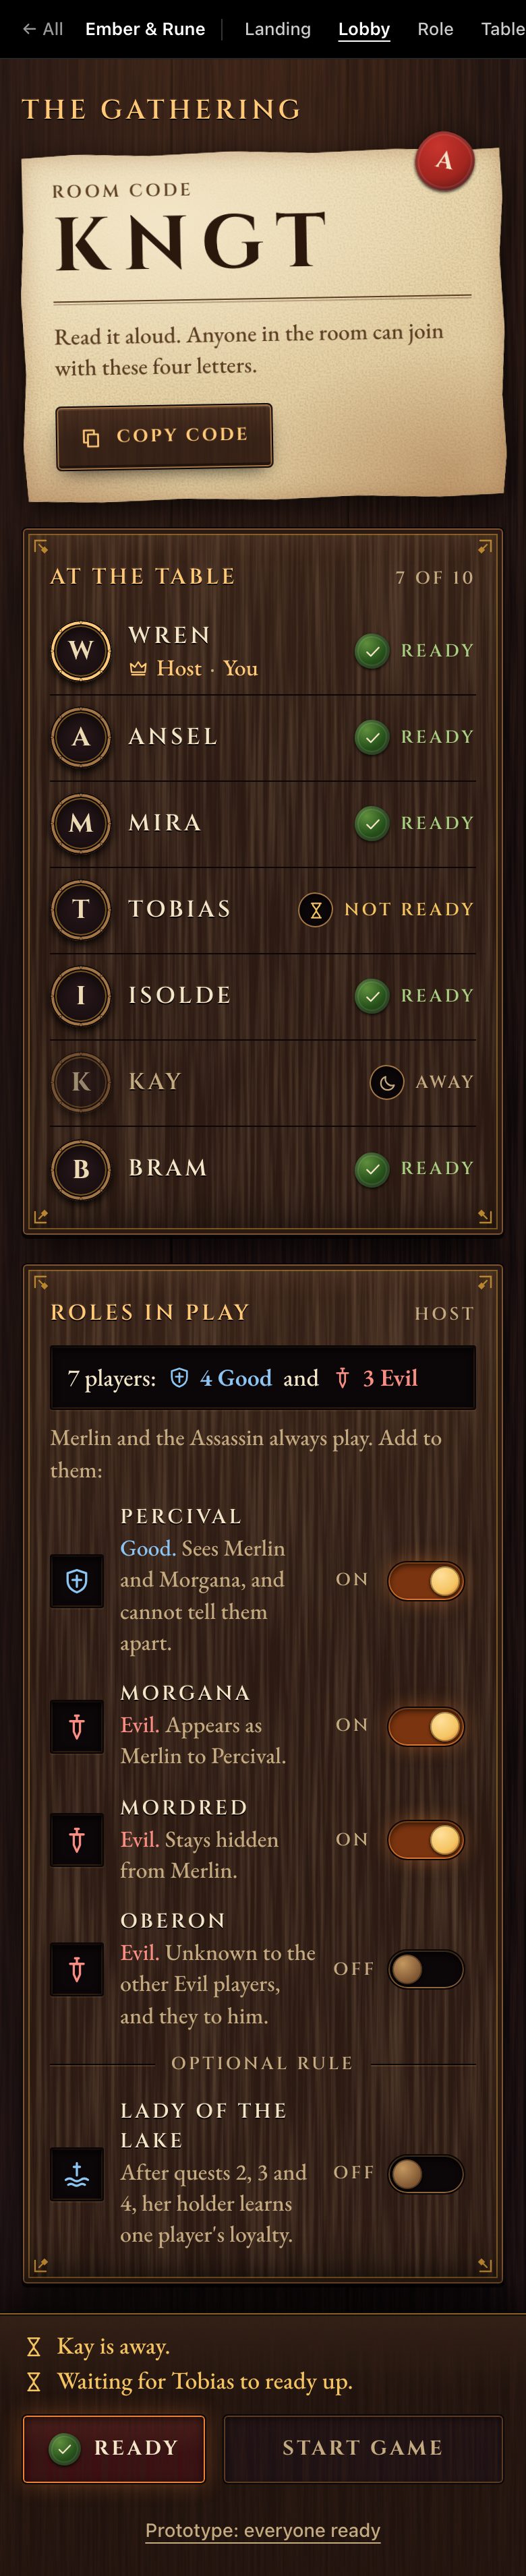 ← All Ember & Rune Landing Lobby Role Table
THE GATHERING
A
ROOM CODE
KNGT
Read it aloud. Anyone in the room can join
with these four letters.
COPY CODE
AT THE TABLE 7 OF 10
W WREN READY
Host · You
A ANSEL READY
M MIRA READY
T TOBIAS NOT READY
I ISOLDE READY
K KAY AWAY
B BRAM READY
ROLES IN PLAY HOST
7 players: 4 Good and 3 Evil
Merlin and the Assassin always play. Add to
them:
PERCIVAL
Good. Sees Merlin
and Morgana, and ON
cannot tell them
apart.
MORGANA
Evil. Appears as ON
Merlin to Percival.
MORDRED
Evil. Stays hidden ON
from Merlin.
OBERON
Evil. Unknown to the
other Evil players, OFF
and they to him.
OPTIONAL RULE
LADY OF THE
LAKE
After quests 2, 3 and OFF
4, her holder learns
one player's loyalty.
Kay is away.
Waiting for Tobias to ready up.
READY START GAME
Prototype: everyone ready